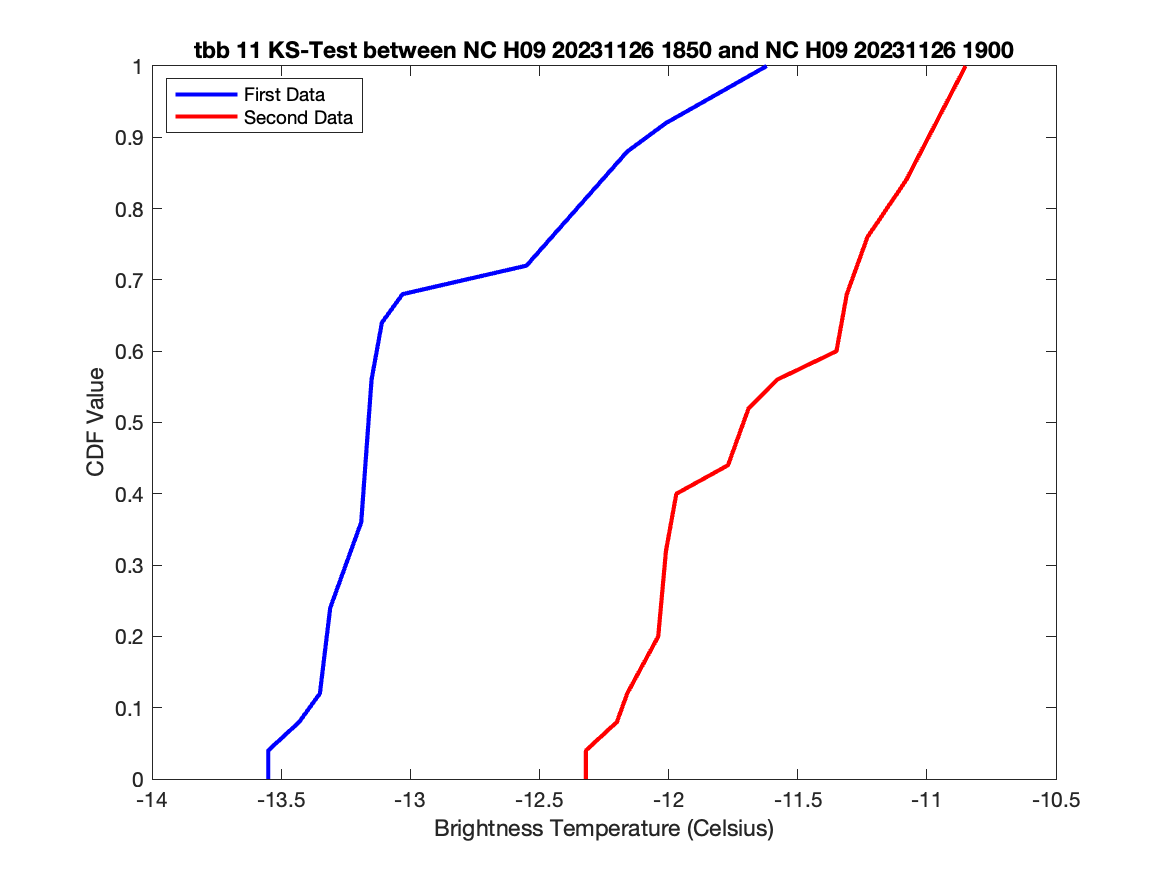 tbb 11 KS-Test between NC H09 20231126 1850 and NC H09 20231126 1900
First Data
Second Data
1
0.9
0.8
0.7
0.6
0.5
0.4
0.3
0.2
0.1
0
CDF Value
-14 -13.5 -13 -12.5 -12 -11.5 -11 -10.5
Brightness Temperature (Celsius)